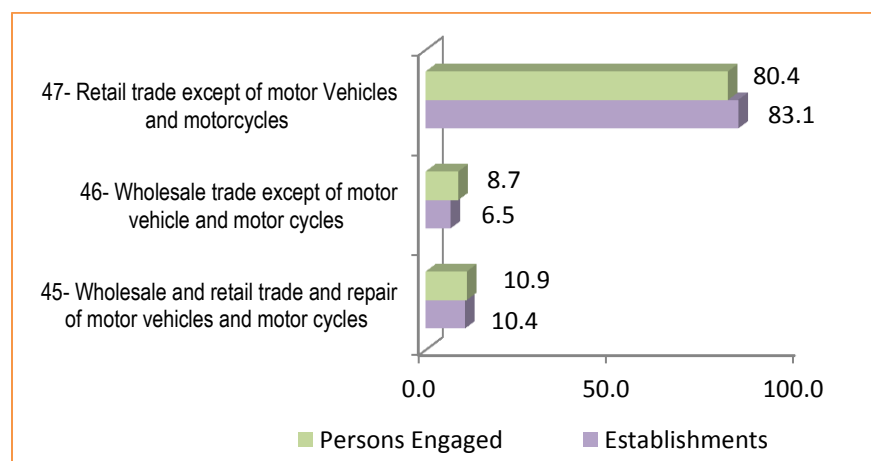 47- Retail trade except of motor Vehicles
and motorcycles
80.4
83.1
46- Wholesale trade except of motor
vehicle and motor cycles
8.7
6.5
45- Wholesale and retail trade and repair
of motor vehicles and motor cycles
10.9
10.4
0.0 50.0 100.0
Persons Engaged Establishments